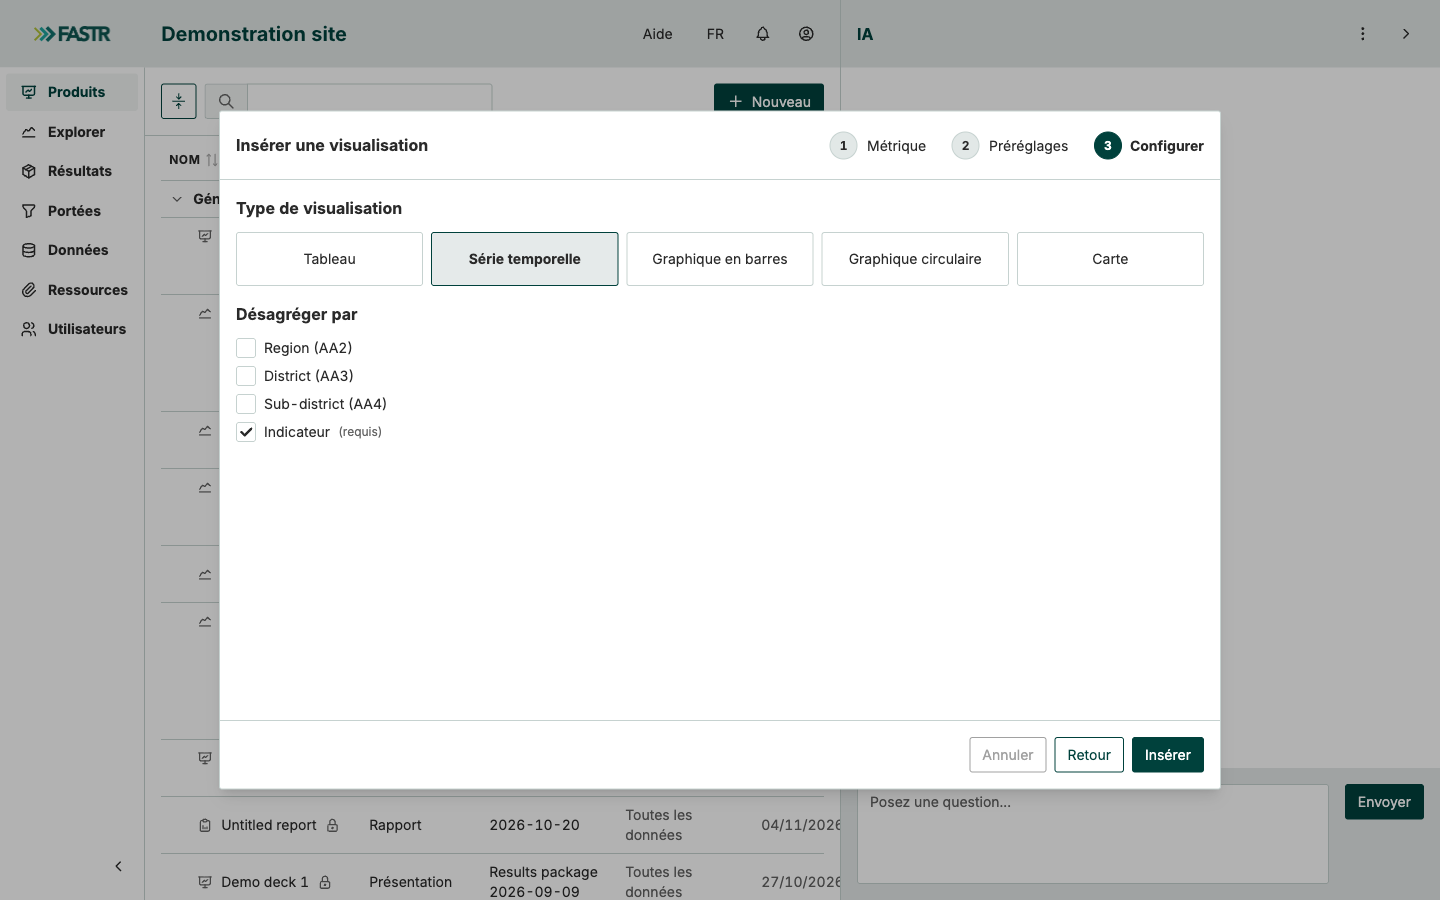 FASTR
Demonstration site
Aide
FR
IA
Produits
Explorer
Résultats
Portées
Données
Ressources
Utilisateurs
Nouveau
NOM
Gén
Insérer une visualisation
1 Métrique
2 Préréglages
3 Configurer
Type de visualisation
Tableau
Série temporelle
Graphique en barres
Graphique circulaire
Carte
Désagréger par
Region (AA2)
District (AA3)
Sub-district (AA4)
Indicateur (requis)
Annuler
Retour
Insérer
Untitled report
Rapport
2026-10-20
Toutes les
données
04/11/2026
Demo deck 1
Présentation
Results package
2026-09-09
Toutes les
données
27/10/2026
Posez une question...
Envoyer